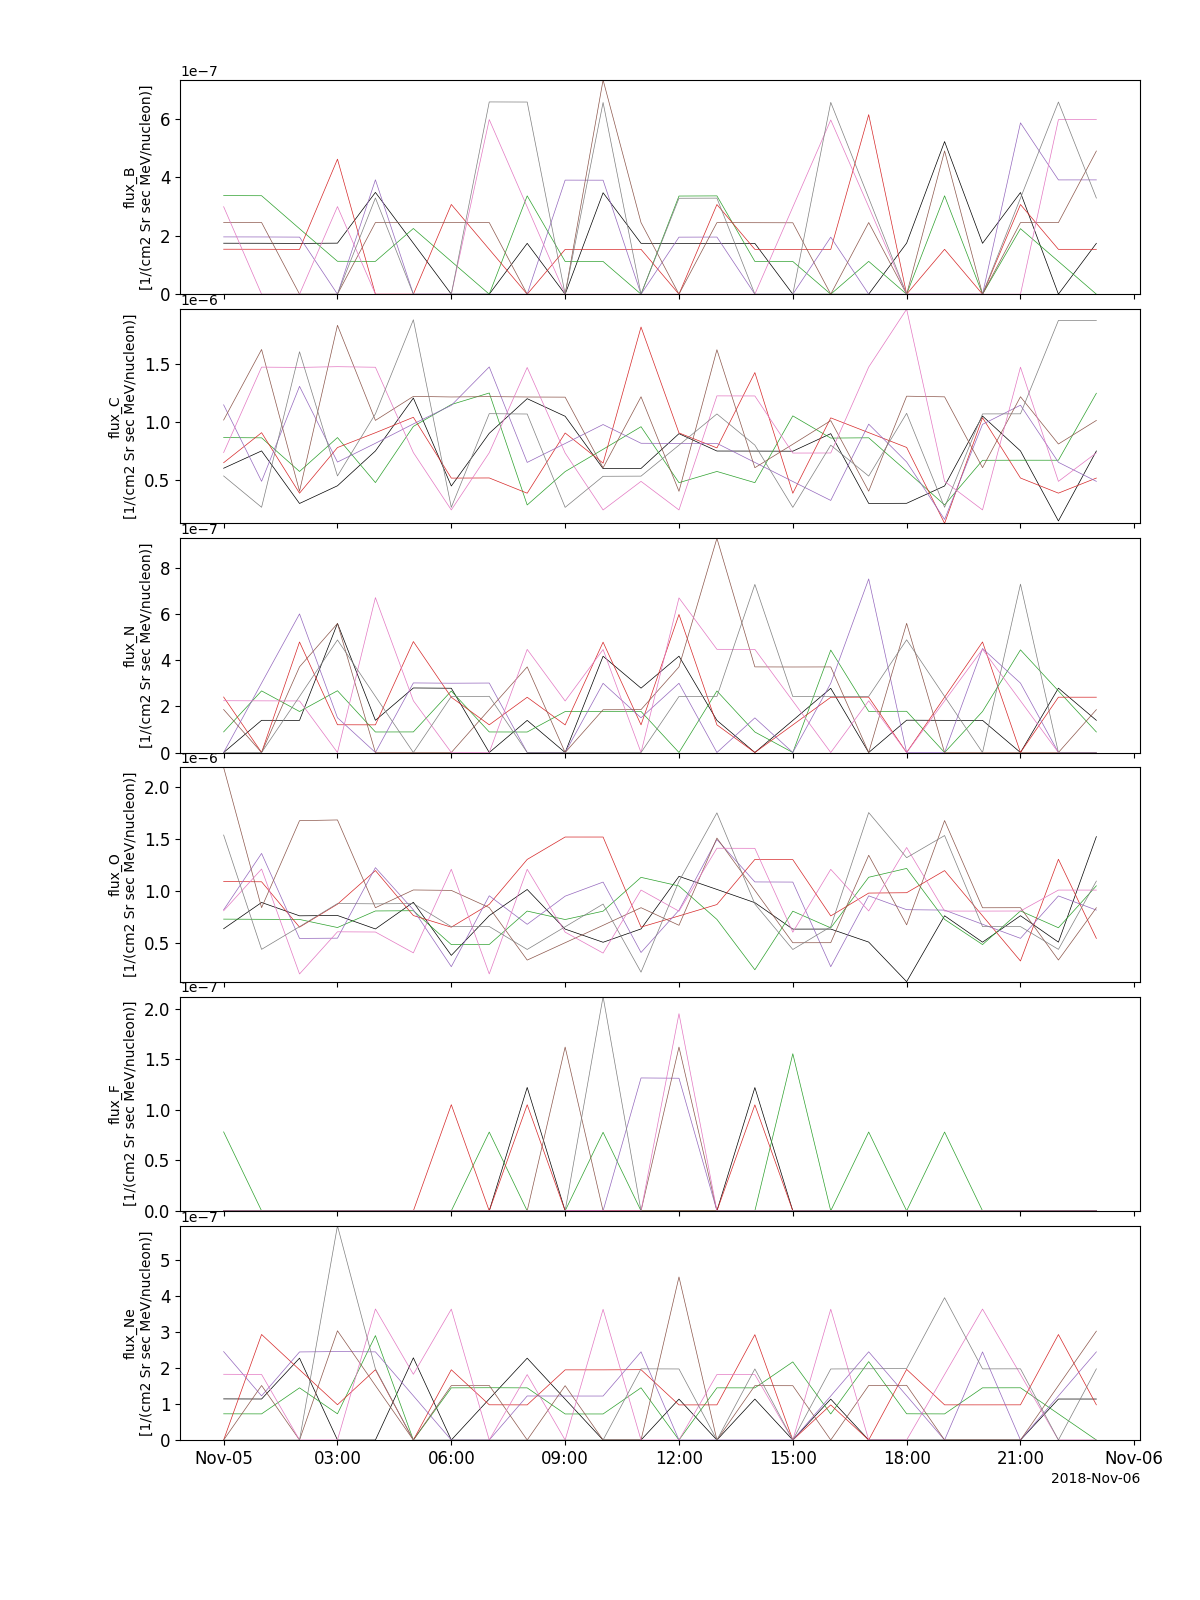 1e−7
flux_B
[1/(cm2 Sr sec MeV/nucleon)]
6
4
2
0
1e−6
flux_C
[1/(cm2 Sr sec MeV/nucleon)]
1.5
1.0
0.5
1e−7
flux_N
[1/(cm2 Sr sec MeV/nucleon)]
8
6
4
2
0
1e−6
flux_O
[1/(cm2 Sr sec MeV/nucleon)]
2.0
1.5
1.0
0.5
1e−7
flux_F
[1/(cm2 Sr sec MeV/nucleon)]
2.0
1.5
1.0
0.5
0.0
1e−7
flux_Ne
[1/(cm2 Sr sec MeV/nucleon)]
5
4
3
2
1
0
Nov-05 03:00 06:00 09:00 12:00 15:00 18:00 21:00 Nov-06
2018-Nov-06